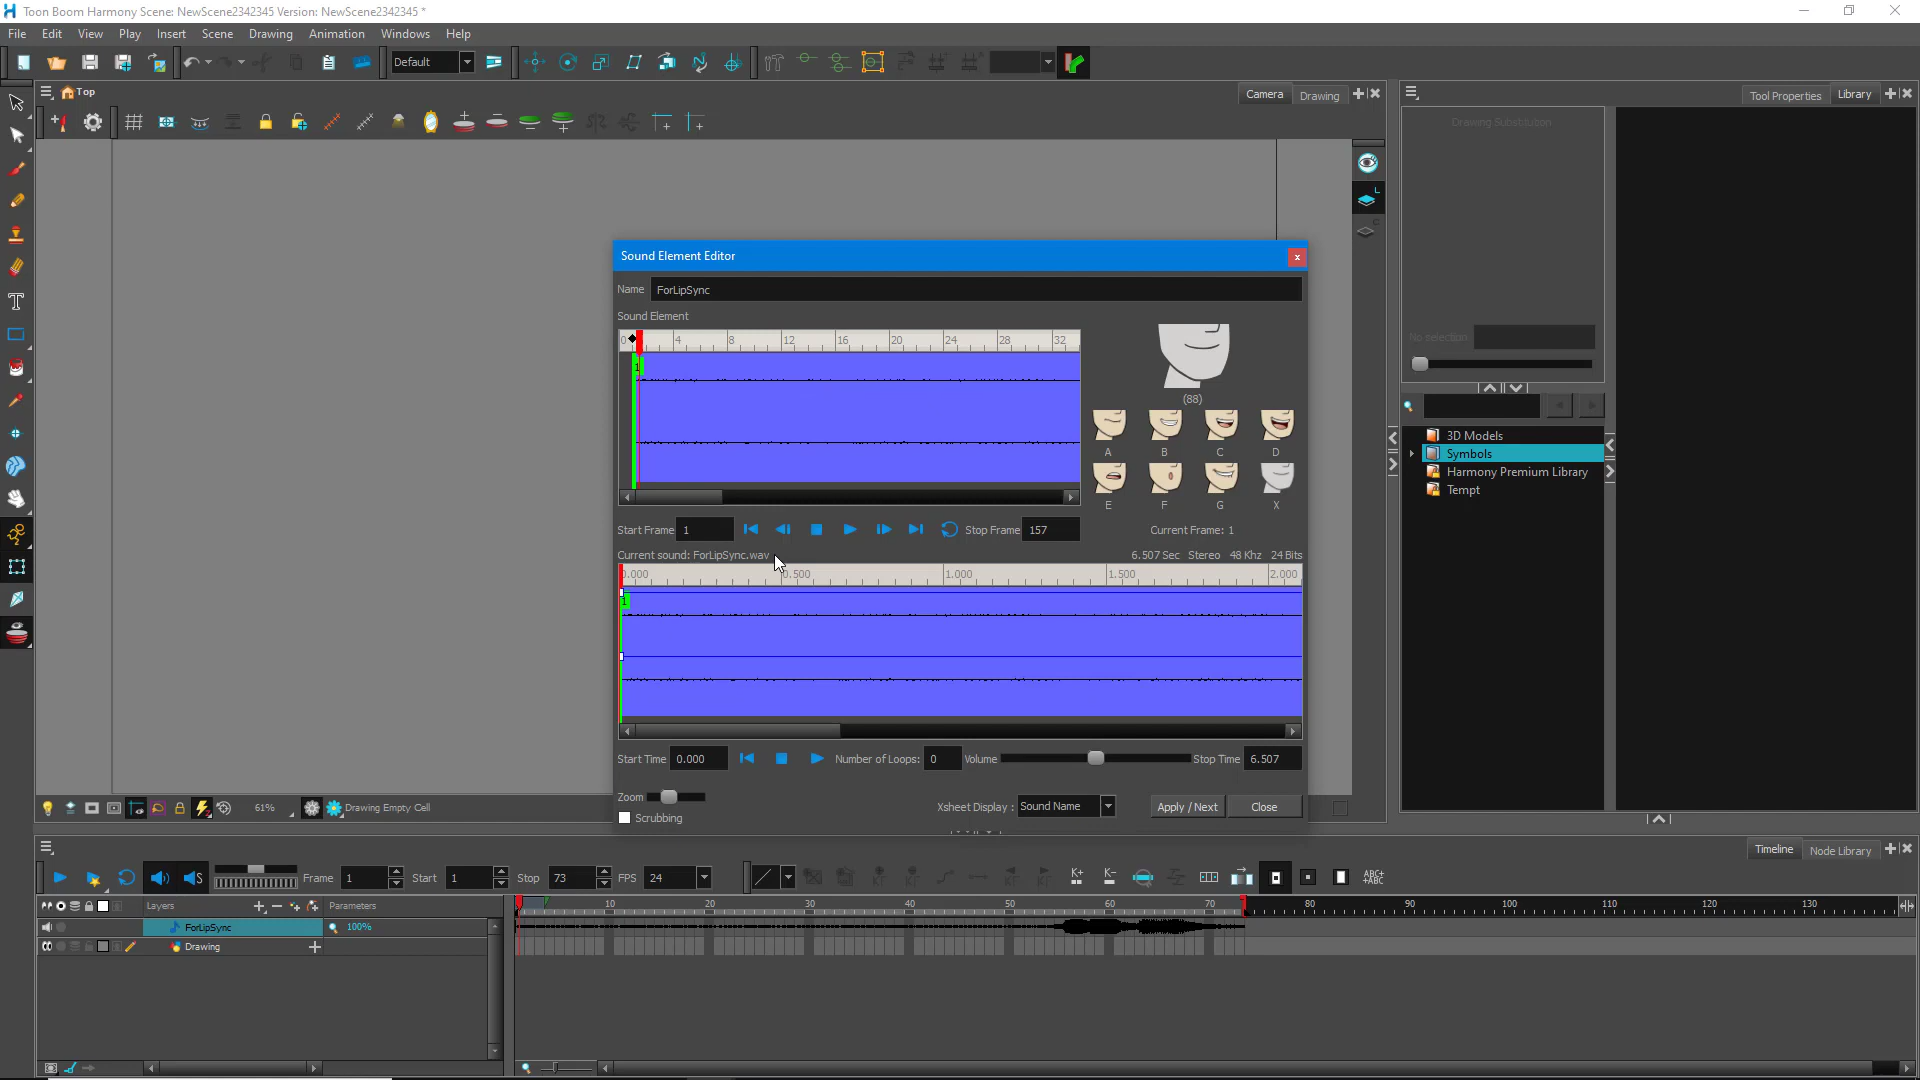 Toon Boom Harmony Scene: NewScene2342345 Version: NewScene2342345 *
File Edit View Play Insert Scene Drawing Animation Windows Help
Default
Top
Camera Drawing
Tool Properties Library
Drawing Substitution
No selection
3D Models
Symbols
Harmony Premium Library
Tempt
Sound Element Editor
x
Name ForLipSync
Sound Element
0 4 8 12 16 20 24 28 32
1
(88)
A B C D
E F G X
Start Frame 1 Stop Frame 157 Current Frame: 1
Current sound: ForLipSync.wav 6.507 Sec Stereo 48 Khz 24 Bits
0.000 0.500 1.000 1.500 2.000
1
Start Time 0.000 Number of Loops: 0 Volume Stop Time 6.507
Zoom
Scrubbing
Xsheet Display : Sound Name Apply / Next Close
61% Drawing Empty Cell
Timeline Node Library
Frame 1 Start 1 Stop 73 FPS 24
ABC+
ABC+
Layers Parameters
10 20 30 40 50 60 70 80 90 100 110 120 130
ForLipSync 100%
Drawing